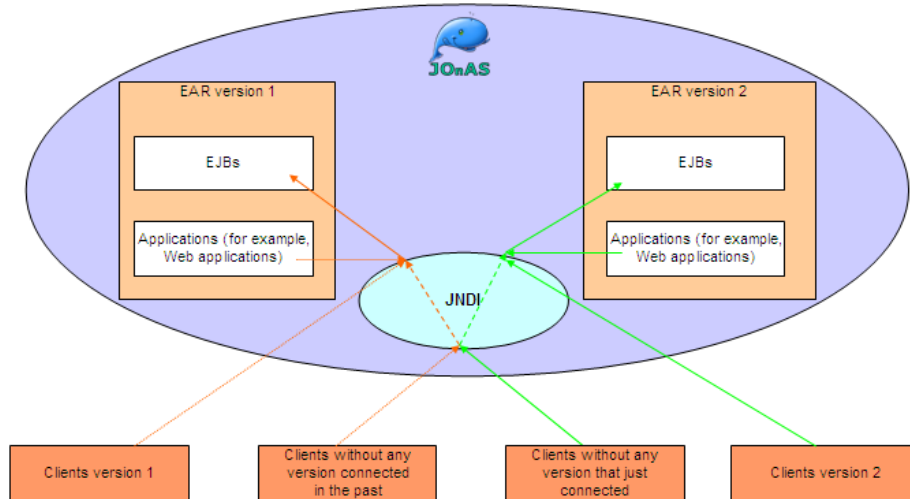 JOnAS
EAR version 1
EAR version 2
EJBs
EJBs
Applications (for example,
Web applications)
Applications (for example,
Web applications)
JNDI
Clients version 1
Clients without any
version connected
in the past
Clients without any
version that just
connected
Clients version 2